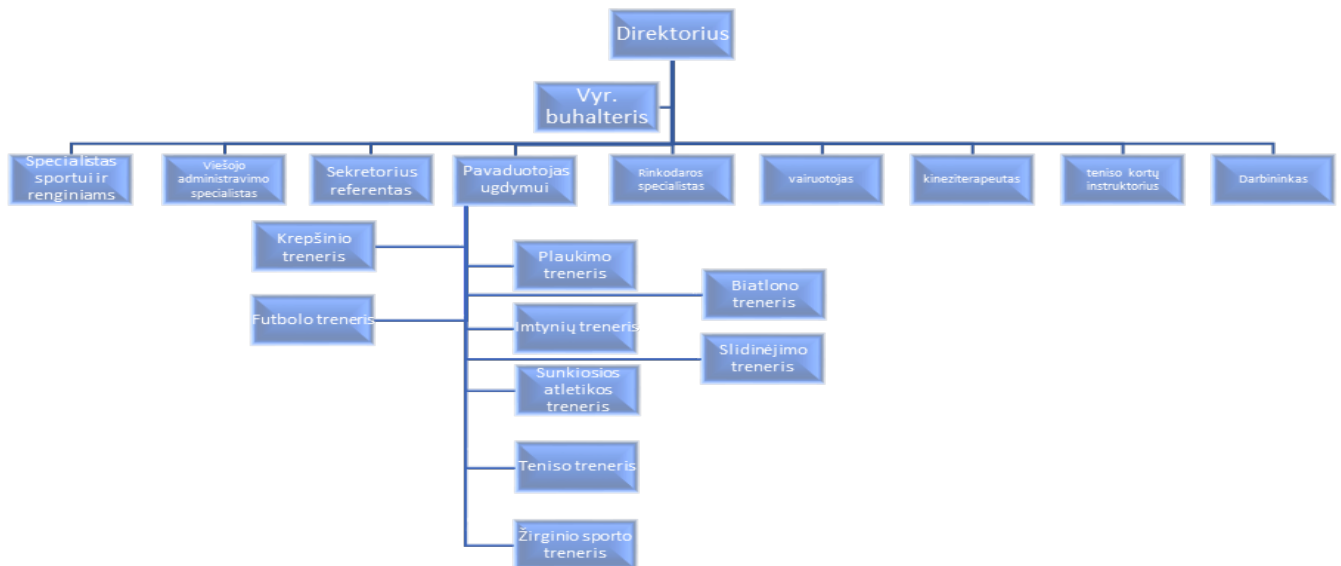 Direktorius
Vyr.
buhalteris
Specialistas
sportui ir
renginiams
Viešojo
administravimo
specialistas
Sekretorius
referentas
Pavaduotojas
ugdymui
Rinkodaros
specialistas
vairuotojas
kineziterapeutas
teniso kortų
instruktorius
Darbininkas
Krepšinio
treneris
Plaukimo
treneris
Biatlono
treneris
Futbolo treneris
Imtynių treneris
Slidinėjimo
treneris
Sunkiosios
atletikos
treneris
Teniso treneris
Žirginio sporto
treneris